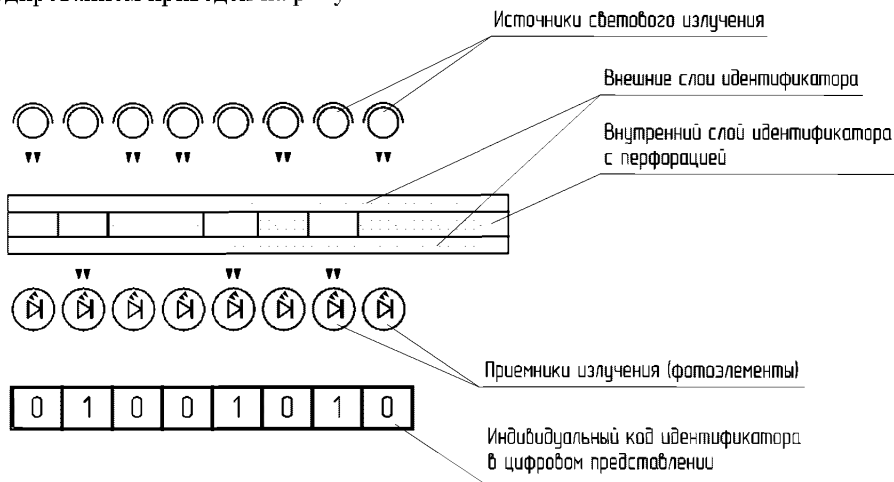 Источники светового излучения
Внешние слои идентификатора
Внутренний слой идентификатора
с перфорацией
Приемники излучения (фотоэлементы)
0 1 0 0 1 0 1 0
Индивидуальный код идентификатора
в цифровом представлении